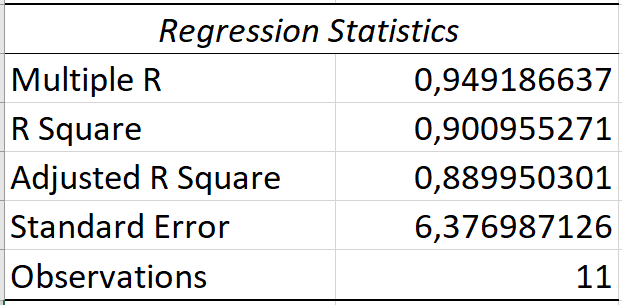 Regression Statistics
Multiple R 0,949186637
R Square 0,900955271
Adjusted R Square 0,889950301
Standard Error 6,376987126
Observations 11